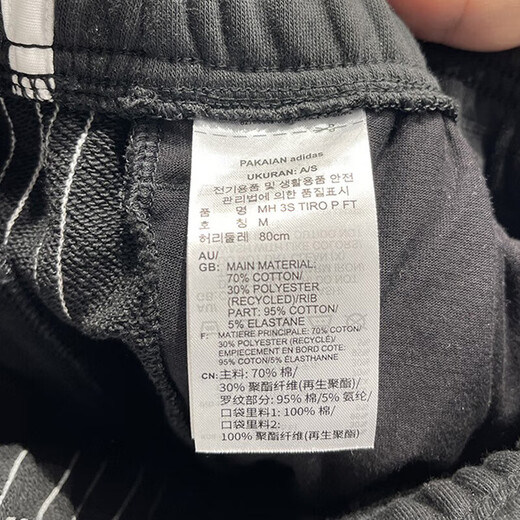 PAKAIAN adidas
UKURAN: A/S
전기용품 및 생활용품 안전
관리법에 의한 품질표시
품 명 MH 3S TIRO P FT
호 칭 M
허리둘레 80cm
AU/
GB: MAIN MATERIAL:
70% COTTON/
30% POLYESTER
(RECYCLED)/RIB
PART: 95% COTTON/
5% ELASTANE
F: MATIERE PRINCIPALE: 70% COTON/
30% POLYESTER (RECYCLÉ)/
EMPIECEMENT EN BORD COTE:
95% COTON/5% ÉLASTHANNE
CN: 主料: 70% 棉/
30% 聚酯纤维(再生聚酯)/
罗纹部分: 95% 棉/5% 氨纶/
口袋里料1: 100% 棉/
口袋里料2:
100% 聚酯纤维(再生聚酯)